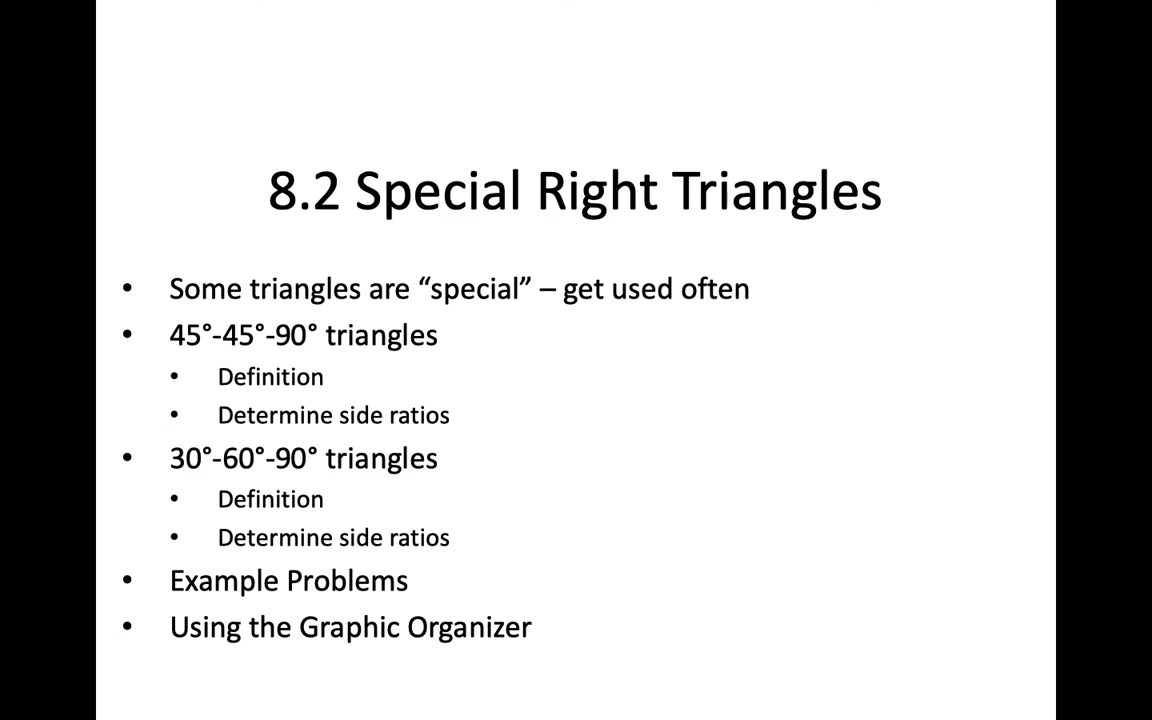 8.2 Special Right Triangles
• Some triangles are “special” – get used often
• 45°-45°-90° triangles
• Definition
• Determine side ratios
• 30°-60°-90° triangles
• Definition
• Determine side ratios
• Example Problems
• Using the Graphic Organizer